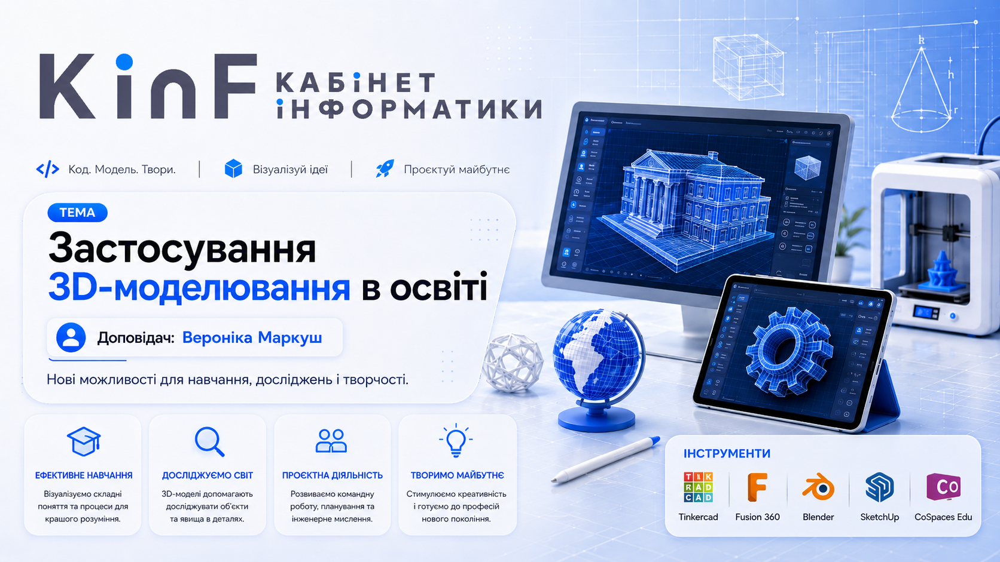 KinF
КАБіНЕТ
іНФОРМАТИКИ
Код. Модель. Твори.
Візуалізуй ідеї
Проєктуй майбутнє
ТЕМА
Застосування
3D-моделювання в освіті
Доповідач: Вероніка Маркуш
Нові можливості для навчання, досліджень і творчості.
ЕФЕКТИВНЕ НАВЧАННЯ
Візуалізуємо складні
поняття та процеси для
кращого розуміння.
ДОСЛІДЖУЄМО СВІТ
3D-моделі допомагають
досліджувати об'єкти
та явища в деталях.
ПРОЄКТНА ДІЯЛЬНІСТЬ
Розвиваємо командну
роботу, планування та
інженерне мислення.
ТВОРИМО МАЙБУТНЄ
Стимулюємо креативність
і готуємо до професій
нового покоління.
k
h
r
ІНСТРУМЕНТИ
TIN
KRAD
CAD
F
Co
Tinkercad
Fusion 360
Blender
SketchUp
CoSpaces Edu